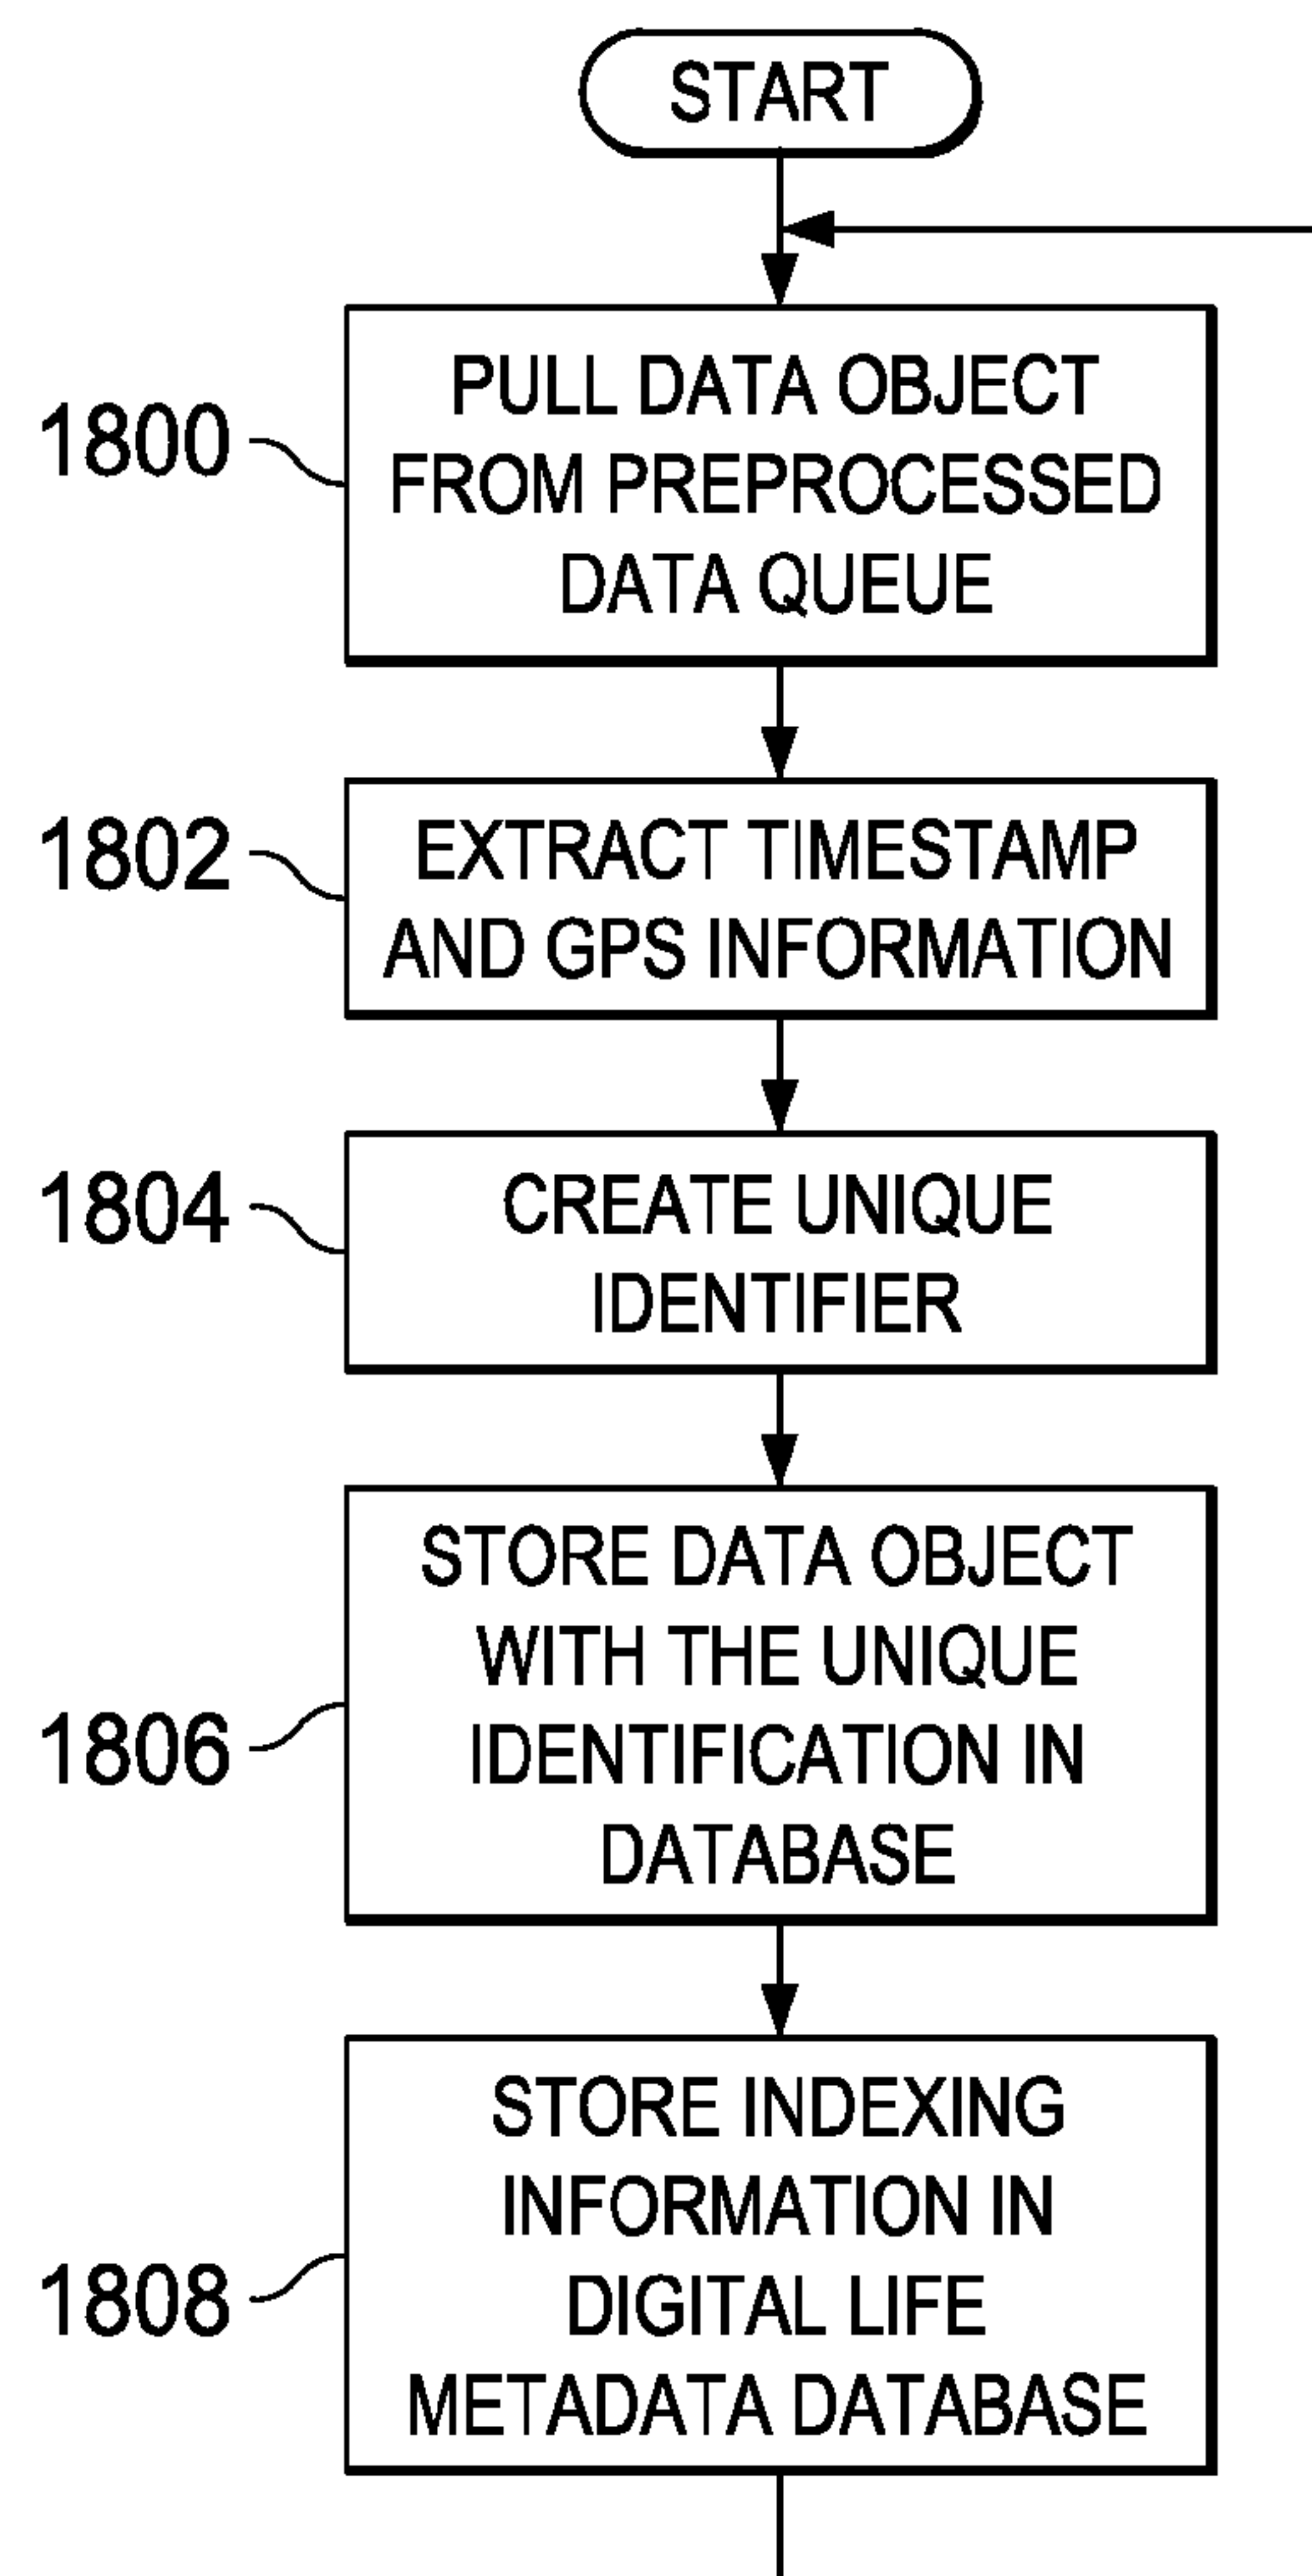 START
1800
PULL DATA OBJECT
FROM PREPROCESSED
DATA QUEUE
1802
EXTRACT TIMESTAMP
AND GPS INFORMATION
1804
CREATE UNIQUE
IDENTIFIER
1806
STORE DATA OBJECT
WITH THE UNIQUE
IDENTIFICATION IN
DATABASE
1808
STORE INDEXING
INFORMATION IN
DIGITAL LIFE
METADATA DATABASE